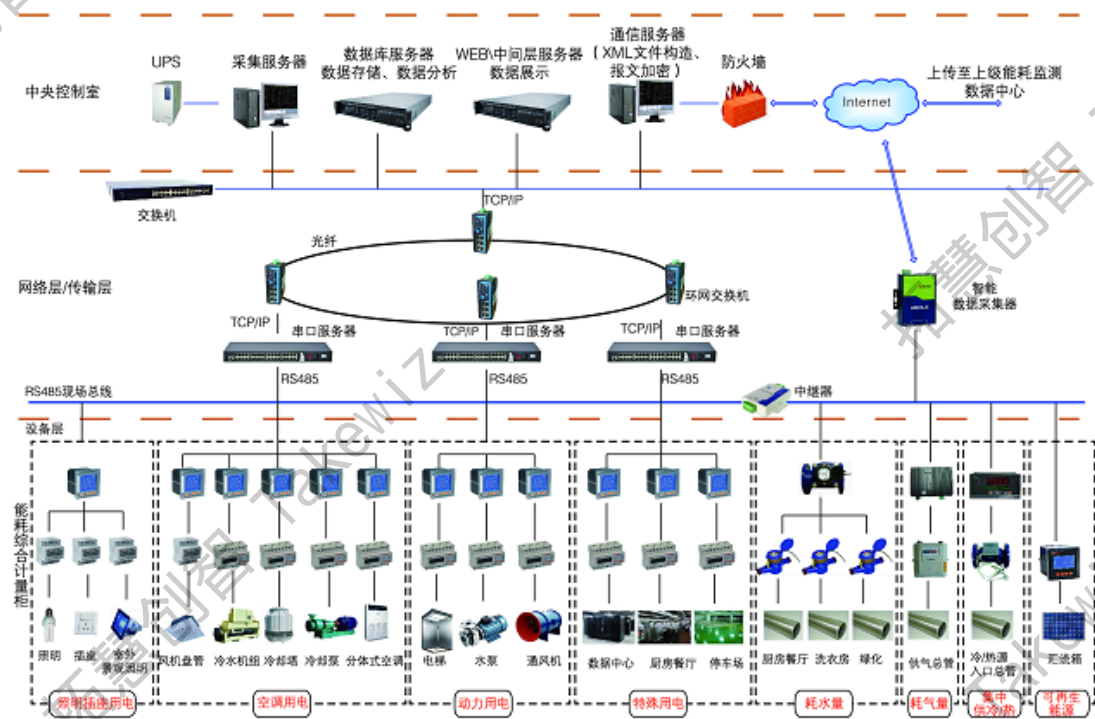 UPS
采集服务器
数据库服务器
数据存储、数据分析
WEB\中间层服务器
数据展示
通信服务器
（XML文件构造、
报文加密）
防火墙
中央控制室
Internet
上传至上级能耗监测
数据中心
交换机
TCP/IP
光纤
网络层/传输层
环网交换机
智能
数据采集器
TCP/IP
串口服务器
TCP/IP
串口服务器
TCP/IP
串口服务器
RS485
RS485
RS485
RS485现场总线
中继器
设备层
能耗综合计量柜
照明
插座
室外
景观照明
风机盘管
冷水机组
冷却塔
冷却泵
分体式空调
电梯
水泵
通风机
数据中心
厨房餐厅
停车场
厨房餐厅
洗衣房
绿化
供气总管
冷/热源
入口总管
汇流箱
照明插座用电
空调用电
动力用电
特殊用电
耗水量
耗气量
集中
供冷/热
可再生
能源
拓慧创智 Takewiz
拓慧创智